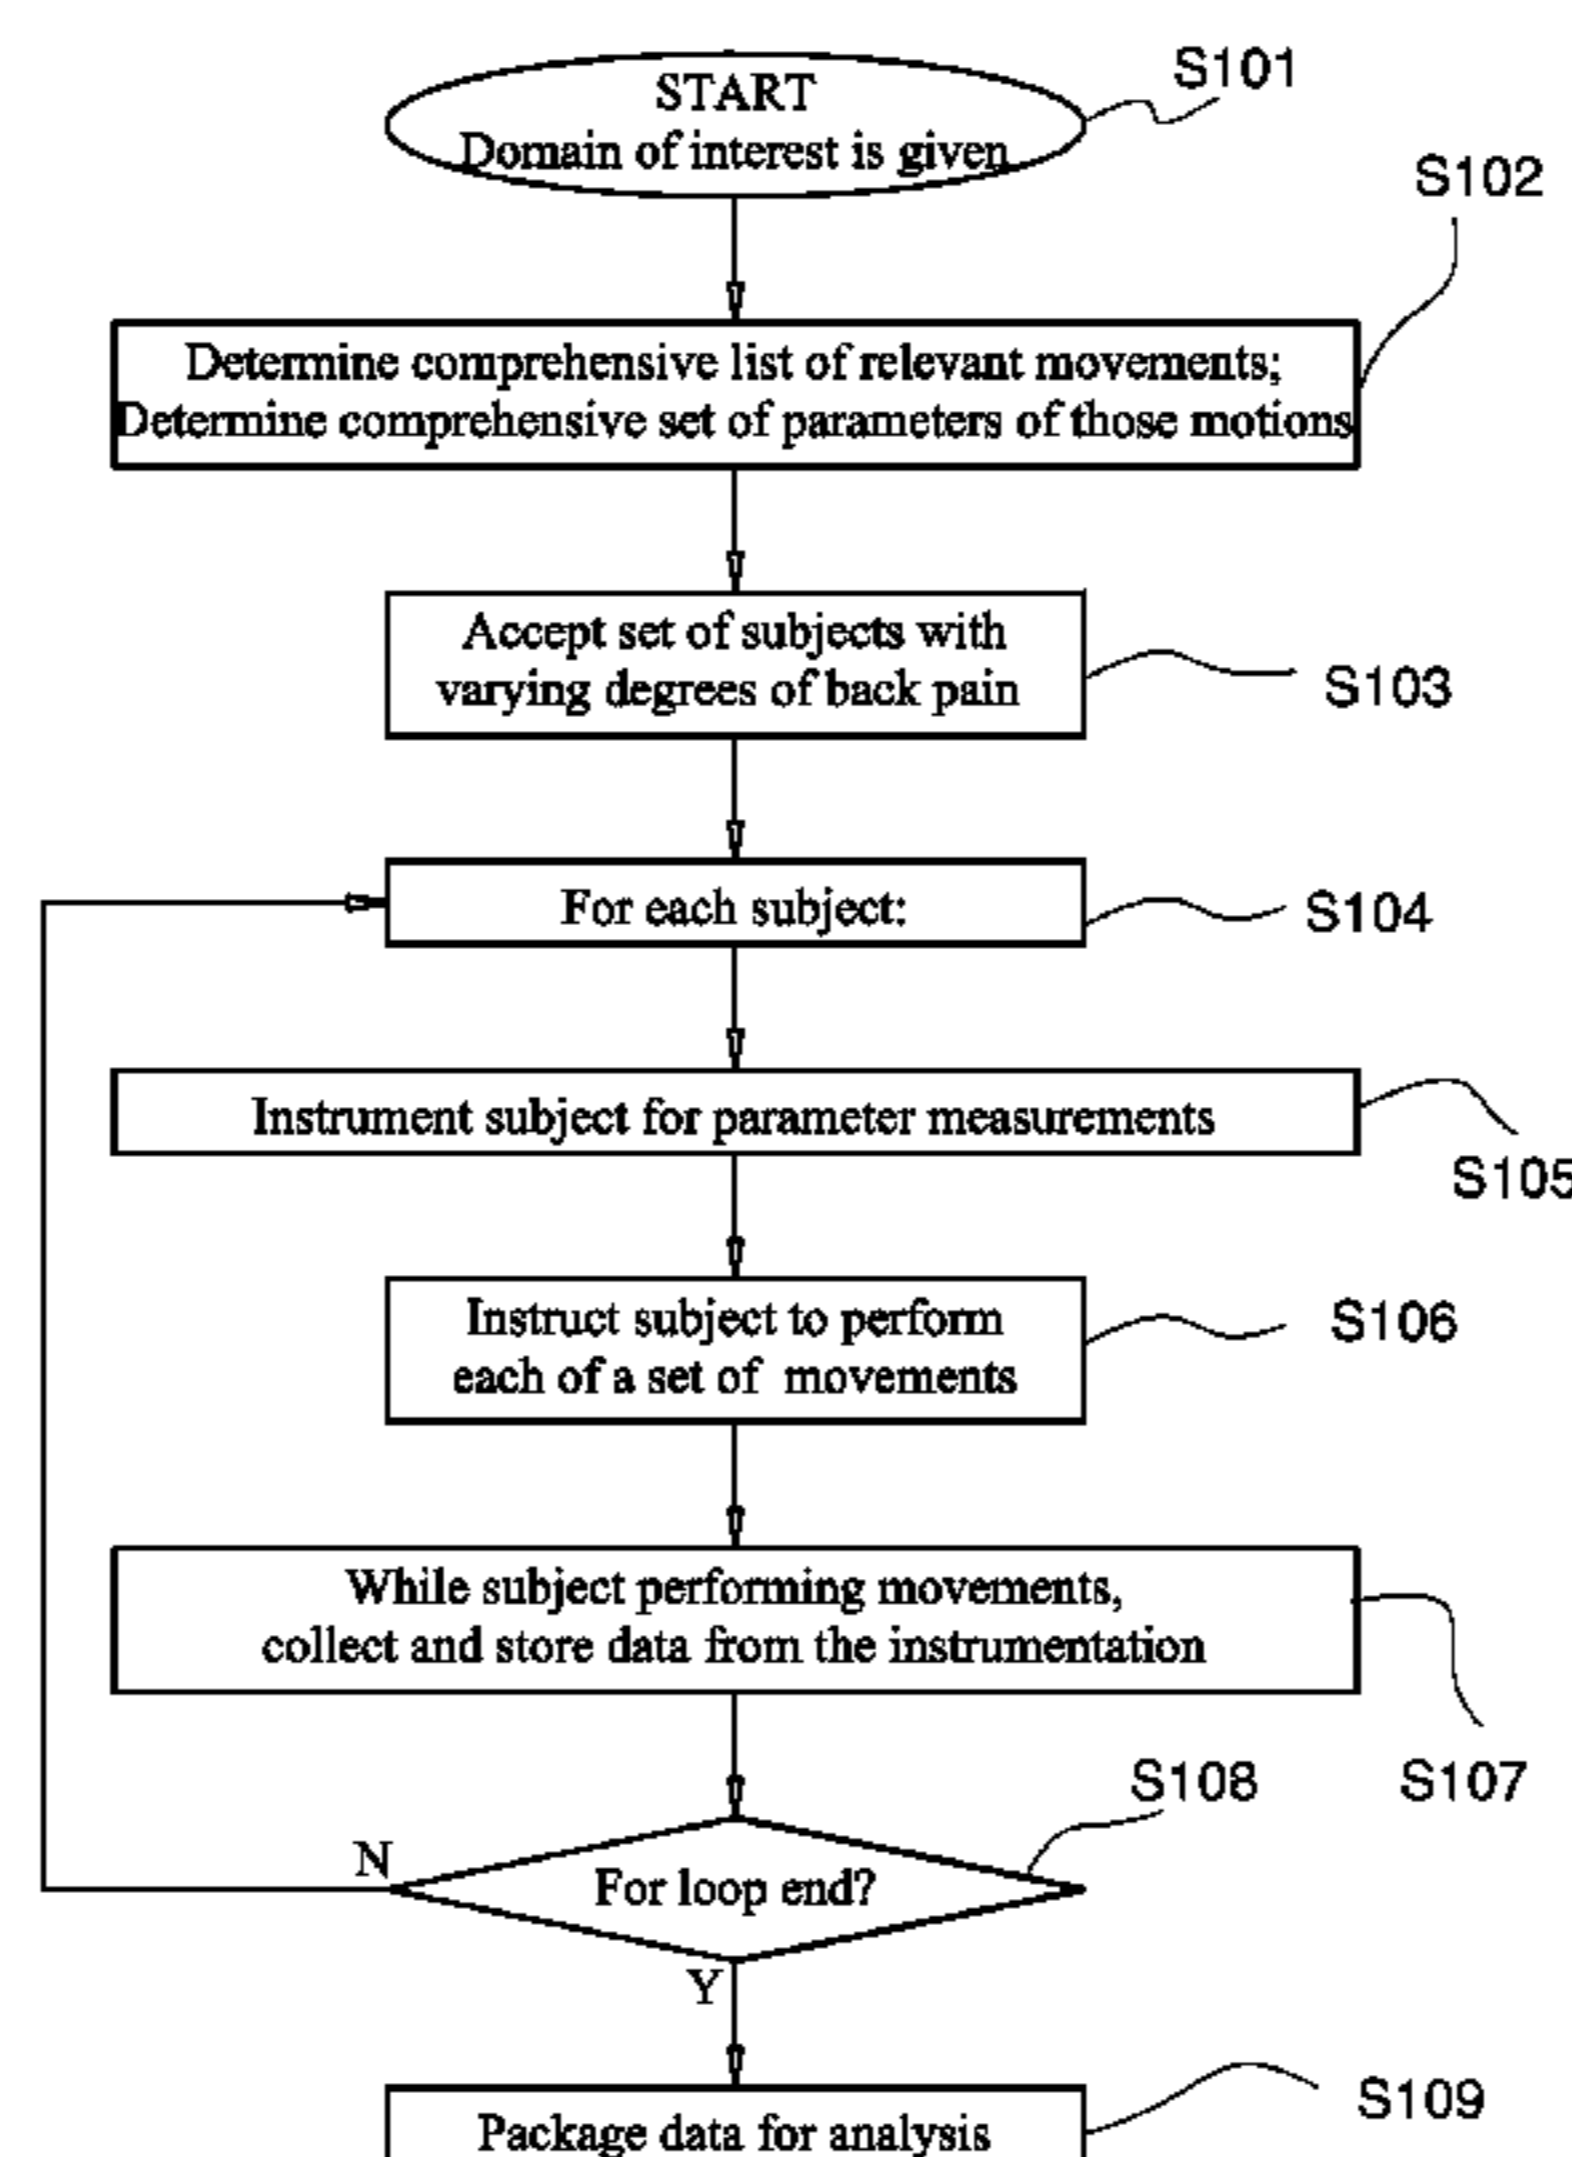 START
Domain of interest is given
S101
S102
Determine comprehensive list of relevant movements;
Determine comprehensive set of parameters of those motions
Accept set of subjects with
varying degrees of back pain
S103
For each subject:
S104
Instrument subject for parameter measurements
S105
Instruct subject to perform
each of a set of movements
S106
While subject performing movements,
collect and store data from the instrumentation
S107
S108
N
For loop end?
Y
Package data for analysis
S109